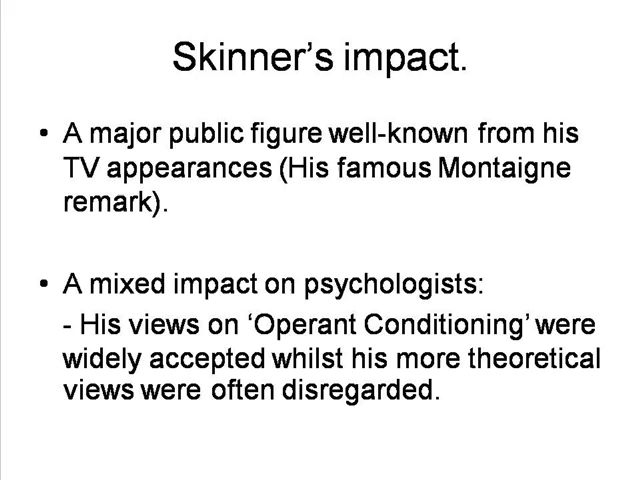 Skinner's impact.
• A major public figure well-known from his
TV appearances (His famous Montaigne
remark).
• A mixed impact on psychologists:
- His views on ‘Operant Conditioning’ were
widely accepted whilst his more theoretical
views were often disregarded.